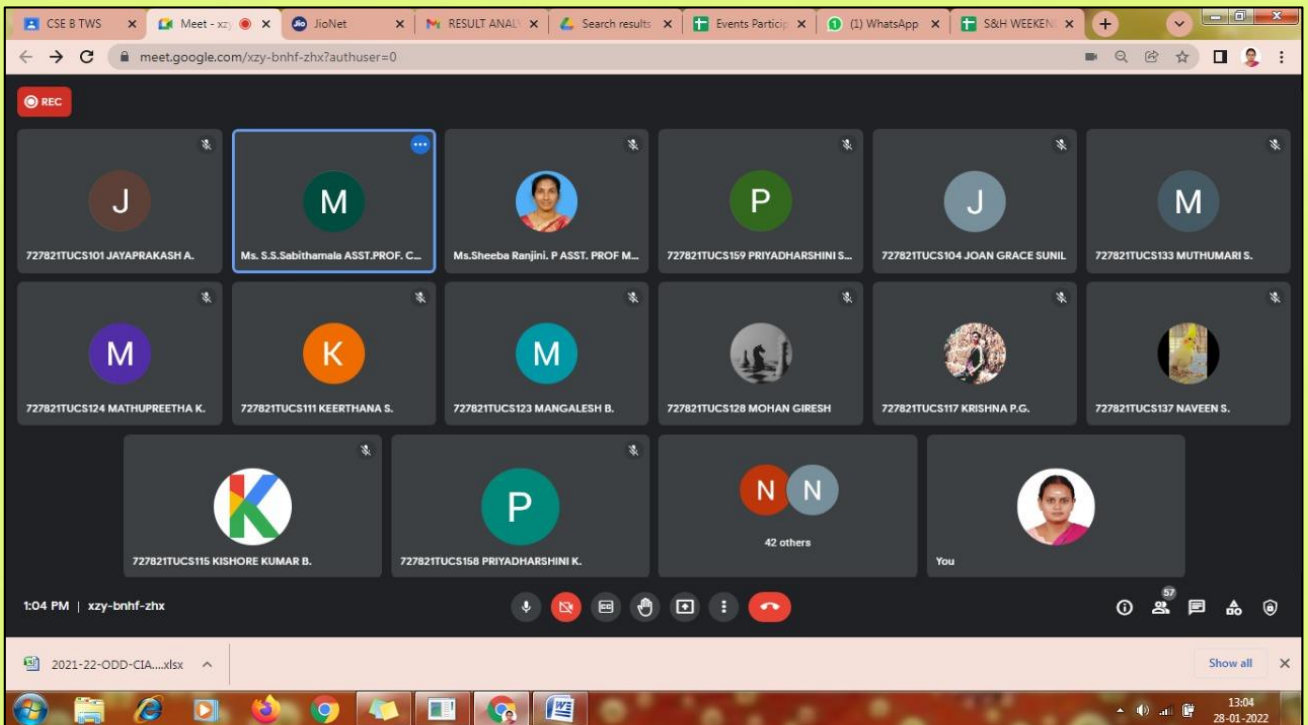 CSE B TWS
Meet - xzy
JioNet
RESULT ANAL
Search results
Events Particip
(1) WhatsApp
S&H WEEKEN
meet.google.com/xzy-bnhf-zhx?authuser=0
REC
J
M
P
J
M
727821TUCS101 JAYAPRAKASH A.
Ms. S.S.Sabithamala ASST.PROF. C...
Ms.Sheeba Ranjini. P ASST. PROF M...
727821TUCS159 PRIYADHARSHINI S...
727821TUCS104 JOAN GRACE SUNIL
727821TUCS133 MUTHUMARI S.
M
K
M
727821TUCS124 MATHUPREETHA K.
727821TUCS111 KEERTHANA S.
727821TUCS123 MANGALESH B.
727821TUCS128 MOHAN GIRESH
727821TUCS117 KRISHNA P.G.
727821TUCS137 NAVEEN S.
K
P
N N
42 others
727821TUCS115 KISHORE KUMAR B.
727821TUCS158 PRIYADHARSHINI K.
You
1:04 PM | xzy-bnhf-zhx
57
2021-22-ODD-CIA....xlsx
Show all
13:04
28-01-2022